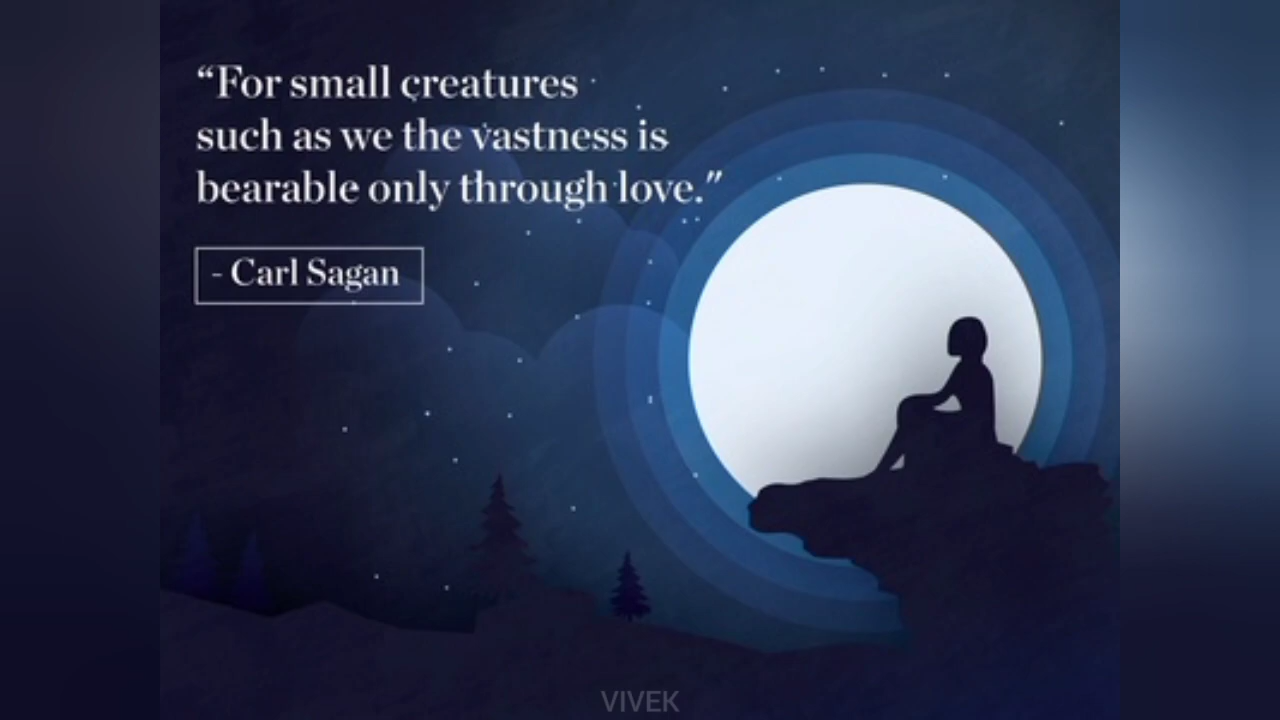 “For small creatures
such as we the vastness is
bearable only through love.”
- Carl Sagan
VIVEK